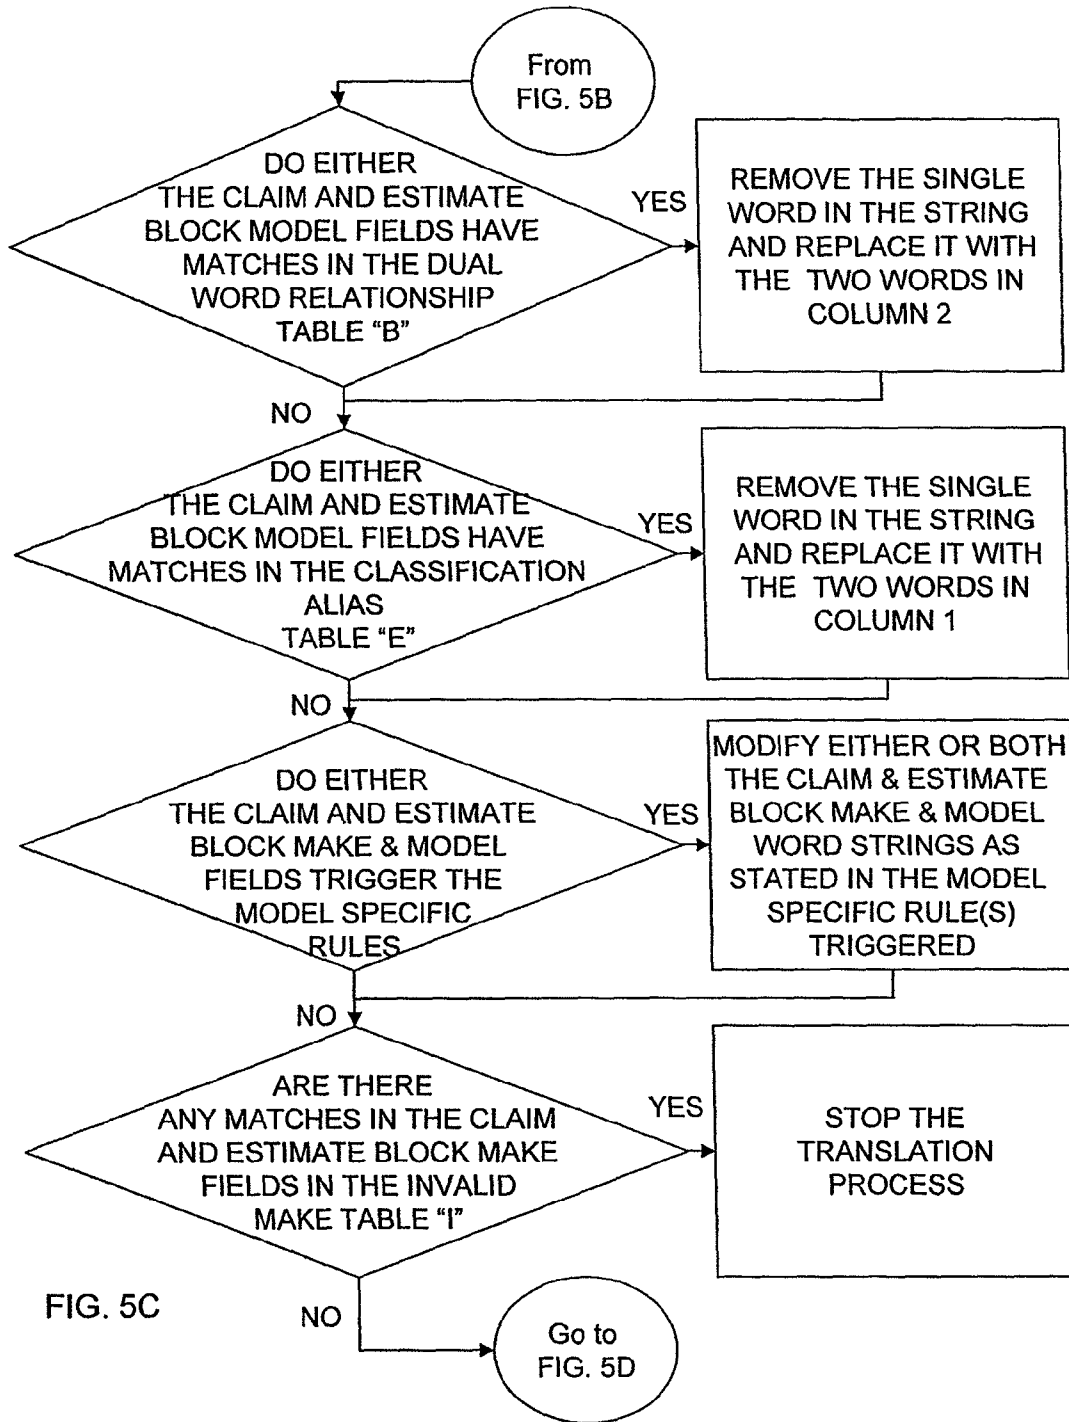 From
FIG. 5B
DO EITHER
THE CLAIM AND ESTIMATE
BLOCK MODEL FIELDS HAVE
MATCHES IN THE DUAL
WORD RELATIONSHIP
TABLE “B”
YES
REMOVE THE SINGLE
WORD IN THE STRING
AND REPLACE IT WITH
THE TWO WORDS IN
COLUMN 2
NO
DO EITHER
THE CLAIM AND ESTIMATE
BLOCK MODEL FIELDS HAVE
MATCHES IN THE CLASSIFICATION
ALIAS
TABLE “E”
YES
REMOVE THE SINGLE
WORD IN THE STRING
AND REPLACE IT WITH
THE TWO WORDS IN
COLUMN 1
NO
DO EITHER
THE CLAIM AND ESTIMATE
BLOCK MAKE & MODEL
FIELDS TRIGGER THE
MODEL SPECIFIC
RULES
YES
MODIFY EITHER OR BOTH
THE CLAIM & ESTIMATE
BLOCK MAKE & MODEL
WORD STRINGS AS
STATED IN THE MODEL
SPECIFIC RULE(S)
TRIGGERED
NO
ARE THERE
ANY MATCHES IN THE CLAIM
AND ESTIMATE BLOCK MAKE
FIELDS IN THE INVALID
MAKE TABLE “I”
YES
STOP THE
TRANSLATION
PROCESS
NO
Go to
FIG. 5D
FIG. 5C